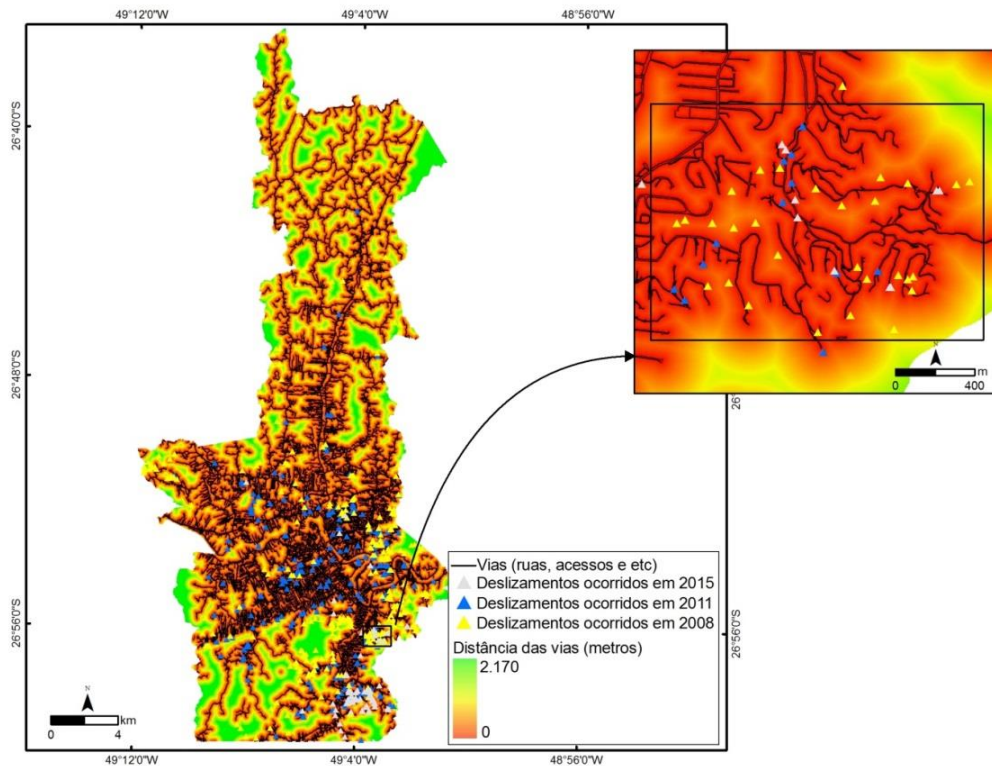 49°12'0"W 49°4'0"W 48°56'0"W
26°40'0"S
26°48'0"S
26°56'0"S
26°56'0"S
N
0 400 m
Vias (ruas, acessos e etc)
Deslizamentos ocorridos em 2015
Deslizamentos ocorridos em 2011
Deslizamentos ocorridos em 2008
Distância das vias (metros)
2.170
0
N
km
0 4
49°12'0"W 49°4'0"W 48°56'0"W